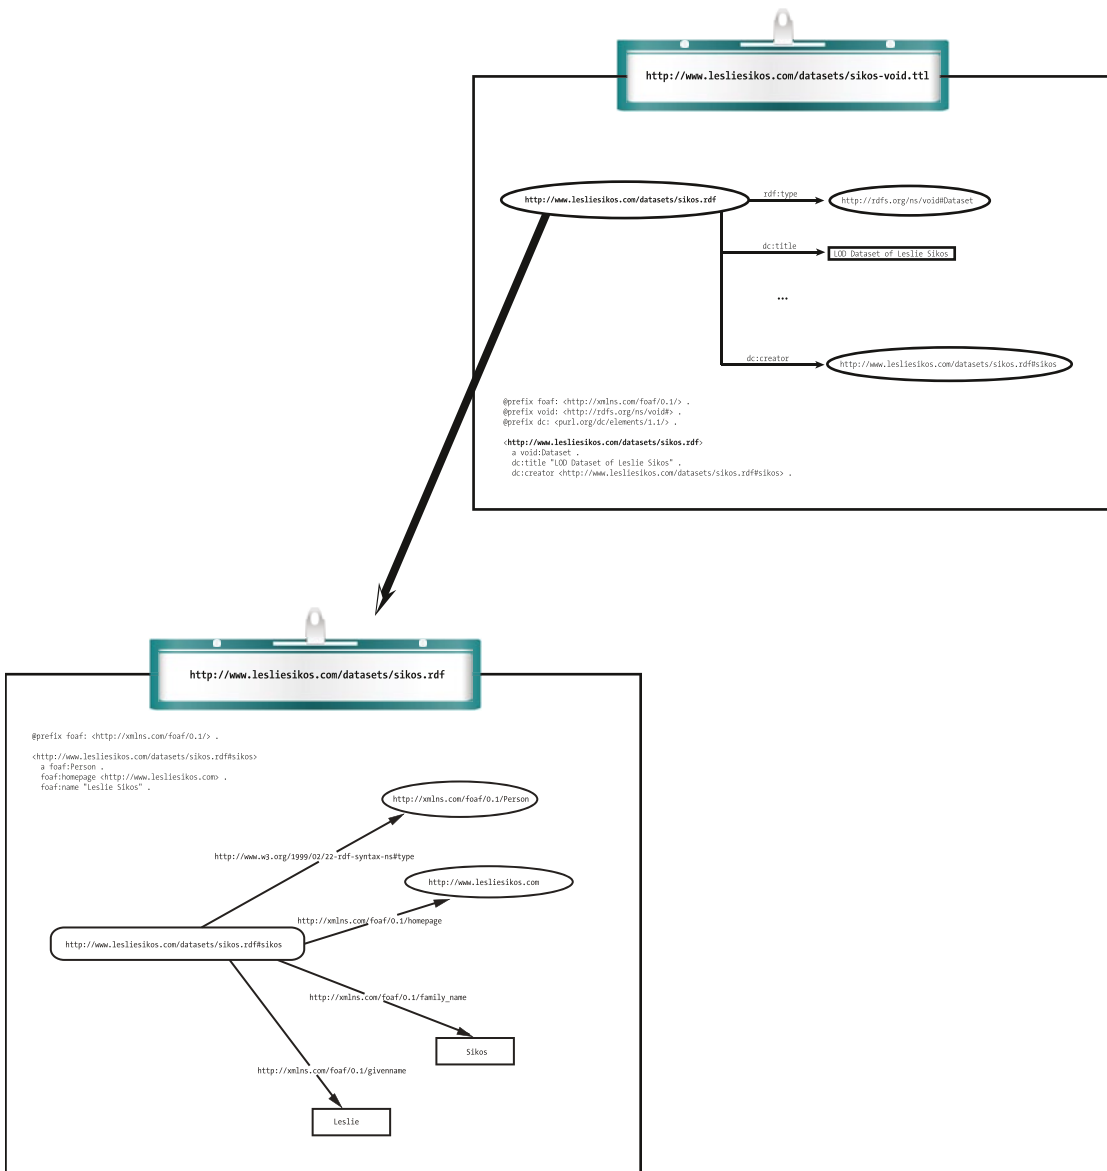 http://www.lesliesikos.com/datasets/sikos-void.ttl
http://www.lesliesikos.com/datasets/sikos.rdf
rdf:type
http://rdfs.org/ns/void#Dataset
dc:title
LOD Dataset of Leslie Sikos
...
dc:creator
http://www.lesliesikos.com/datasets/sikos.rdf#sikos
@prefix foaf: <http://xmlns.com/foaf/0.1/> .
@prefix void: <http://rdfs.org/ns/void#> .
@prefix dc: <purl.org/dc/elements/1.1/> .
<http://www.lesliesikos.com/datasets/sikos.rdf>
a void:Dataset .
dc:title "LOD Dataset of Leslie Sikos" .
dc:creator <http://www.lesliesikos.com/datasets/sikos.rdf#sikos> .
http://www.lesliesikos.com/datasets/sikos.rdf
@prefix foaf: <http://xmlns.com/foaf/0.1/> .
<http://www.lesliesikos.com/datasets/sikos.rdf#sikos>
a foaf:Person .
foaf:homepage <http://www.lesliesikos.com> .
foaf:name "Leslie Sikos" .
http://xmlns.com/foaf/0.1/Person
http://www.w3.org/1999/02/22-rdf-syntax-ns#type
http://www.lesliesikos.com
http://xmlns.com/foaf/0.1/homepage
http://www.lesliesikos.com/datasets/sikos.rdf#sikos
http://xmlns.com/foaf/0.1/family_name
Sikos
http://xmlns.com/foaf/0.1/givenname
Leslie